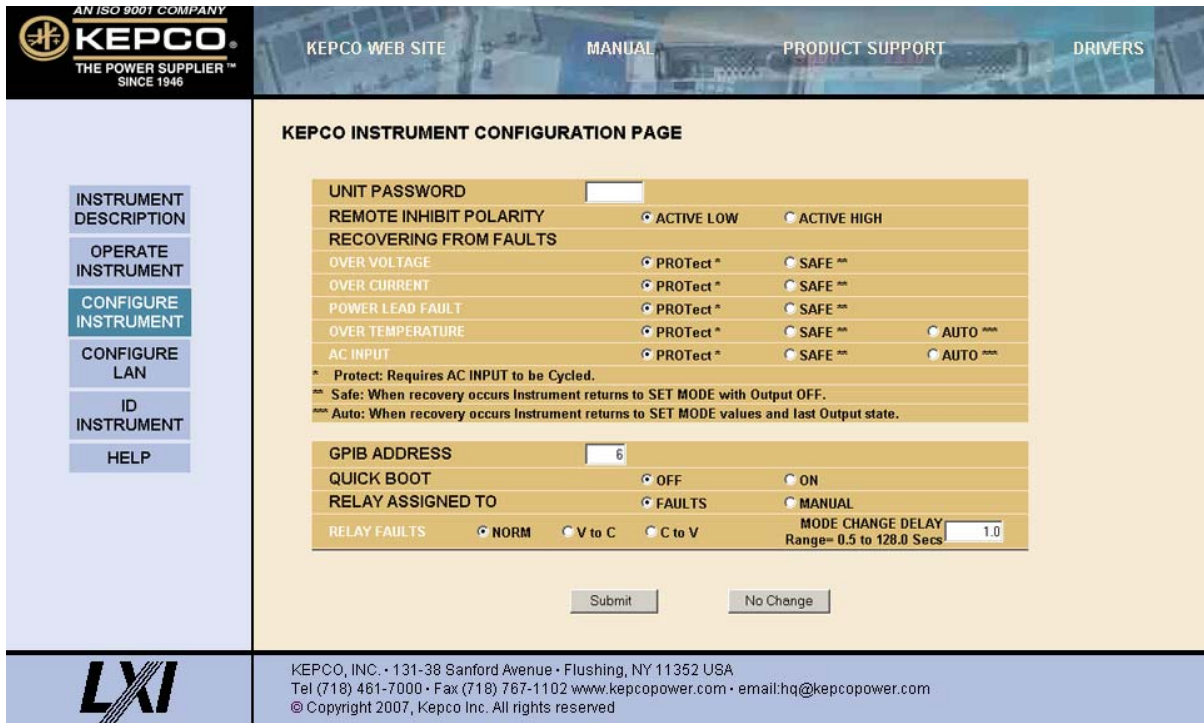 AN ISO 9001 COMPANY
KEPCO®
THE POWER SUPPLIER™
SINCE 1946
KEPCO WEB SITE MANUAL PRODUCT SUPPORT DRIVERS
INSTRUMENT
DESCRIPTION
OPERATE
INSTRUMENT
CONFIGURE
INSTRUMENT
CONFIGURE
LAN
ID
INSTRUMENT
HELP
KEPCO INSTRUMENT CONFIGURATION PAGE
UNIT PASSWORD
REMOTE INHIBIT POLARITY ACTIVE LOW ACTIVE HIGH
RECOVERING FROM FAULTS
OVER VOLTAGE PROTect * SAFE **
OVER CURRENT PROTect * SAFE **
POWER LEAD FAULT PROTect * SAFE **
OVER TEMPERATURE PROTect * SAFE ** AUTO ***
AC INPUT PROTect * SAFE ** AUTO ***
* Protect: Requires AC INPUT to be Cycled.
** Safe: When recovery occurs Instrument returns to SET MODE with Output OFF.
*** Auto: When recovery occurs Instrument returns to SET MODE values and last Output state.
GPIB ADDRESS 6
QUICK BOOT OFF ON
RELAY ASSIGNED TO FAULTS MANUAL
RELAY FAULTS NORM V to C C to V MODE CHANGE DELAY
Range= 0.5 to 128.0 Secs 1.0
Submit No Change
LXI
KEPCO, INC. • 131-38 Sanford Avenue • Flushing, NY 11352 USA
Tel (718) 461-7000 • Fax (718) 767-1102 www.kepcopower.com • email:hq@kepcopower.com
© Copyright 2007, Kepco Inc. All rights reserved